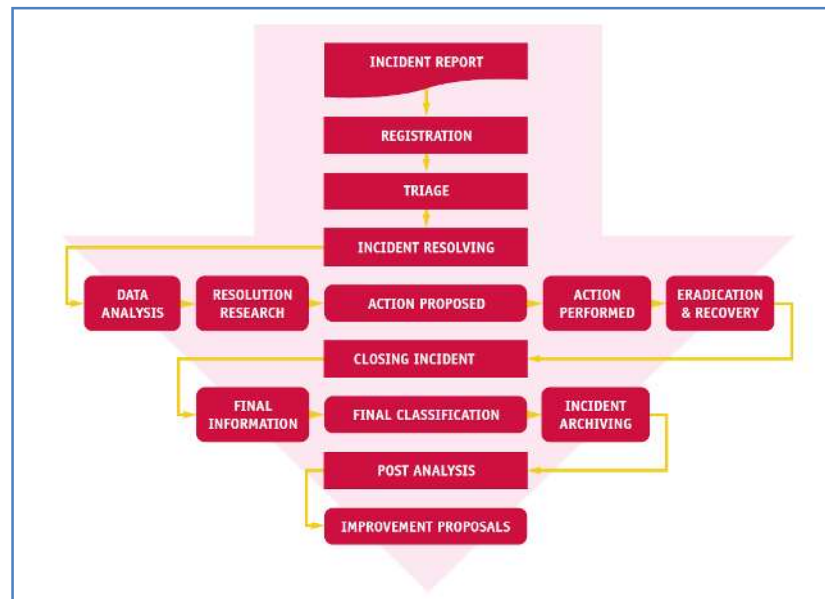 INCIDENT REPORT
REGISTRATION
TRIAGE
INCIDENT RESOLVING
DATA
ANALYSIS
RESOLUTION
RESEARCH
ACTION PROPOSED
ACTION
PERFORMED
ERADICATION
& RECOVERY
CLOSING INCIDENT
FINAL
INFORMATION
FINAL CLASSIFICATION
INCIDENT
ARCHIVING
POST ANALYSIS
IMPROVEMENT PROPOSALS